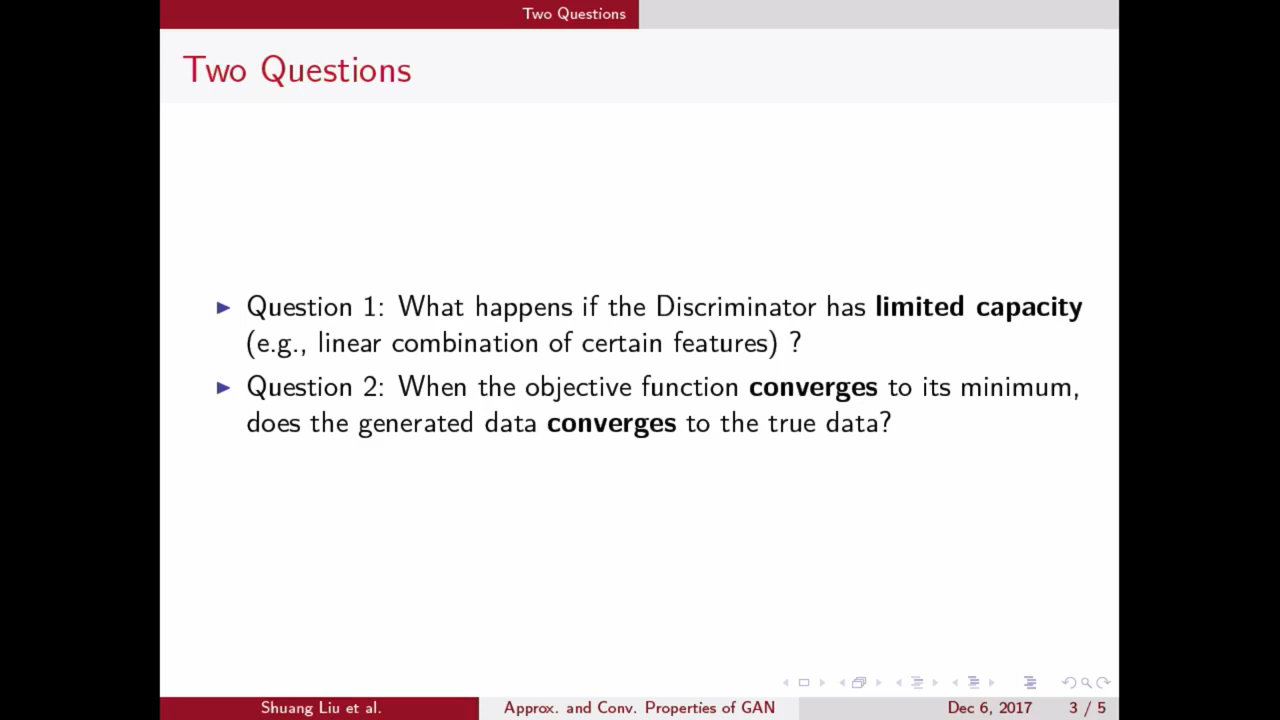 Two Questions
Two Questions
Question 1: What happens if the Discriminator has limited capacity
(e.g., linear combination of certain features) ?
Question 2: When the objective function converges to its minimum,
does the generated data converges to the true data?
Shuang Liu et al.
Approx. and Conv. Properties of GAN
Dec 6, 2017
3 / 5